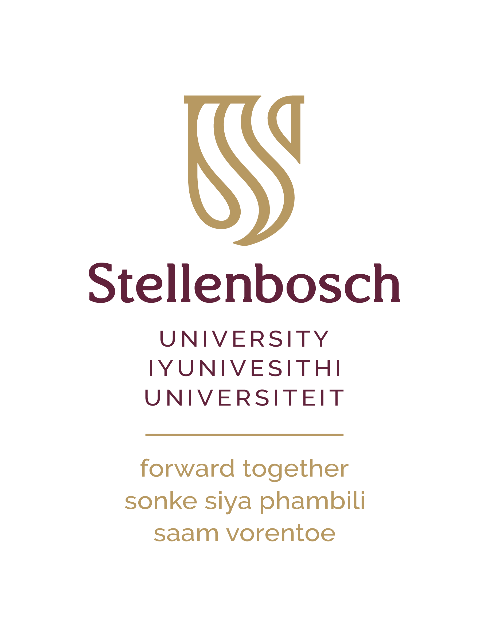 Stellenbosch
UNIVERSITY
IYUNIVESITHI
UNIVERSITEIT
forward together
sonke siya phambili
saam vorentoe